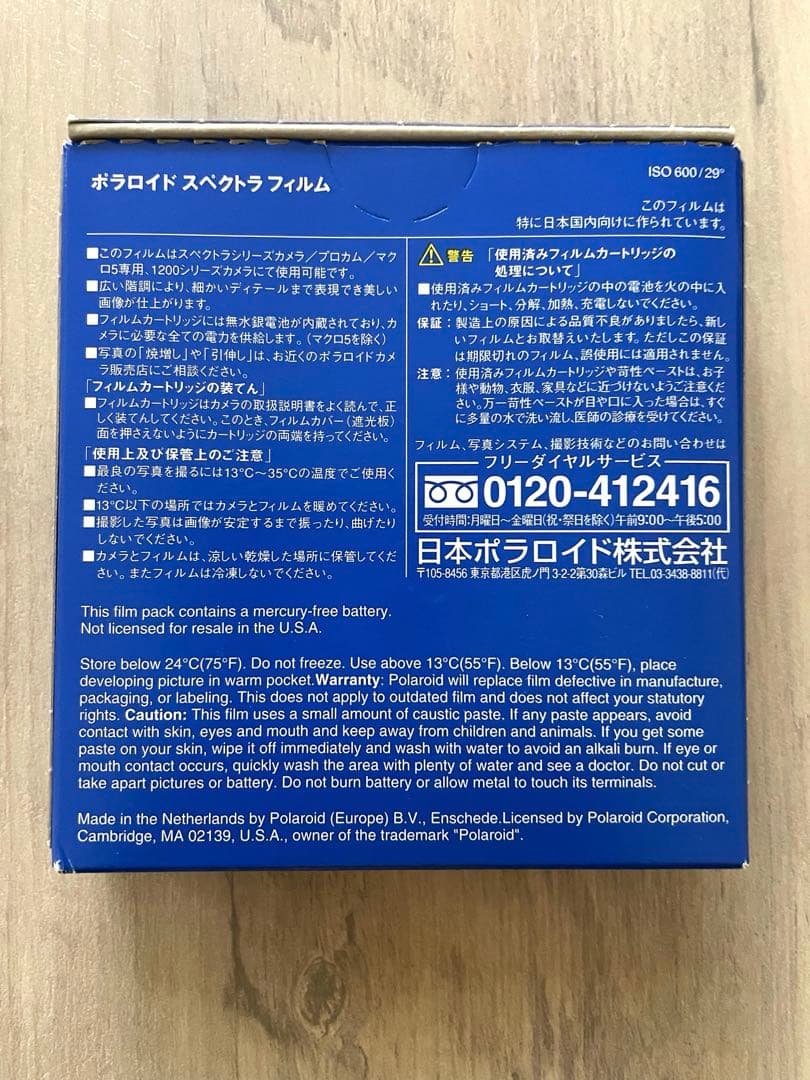 ポラロイド スペクトラ フィルム
ISO 600/29°
このフィルムは
特に日本国内向けに作られています。
■このフィルムはスペクトラシリーズカメラ／プロカム／マク
ロ5専用、1200シリーズカメラにて使用可能です。
■広い階調により、細かいディテールまで表現でき美しい
画像が仕上がります。
■フィルムカートリッジには無水銀電池が内蔵されており、カ
メラに必要な全ての電力を供給します。（マクロ5を除く）
■写真の「焼増し」や「引伸し」は、お近くのポラロイドカメ
ラ販売店にご相談ください。
「フィルムカートリッジの装てん」
■フィルムカートリッジはカメラの取扱説明書をよく読んで、正
しく装てんしてください。このとき、フィルムカバー（遮光板）
面を押さえないようにカートリッジの両端を持ってください。
「使用上及び保管上のご注意」
■最良の写真を撮るには13°C〜35°Cの温度でご使用く
ださい。
■13°C以下の場所ではカメラとフィルムを暖めてください。
■撮影した写真は画像が安定するまで振ったり、曲げたり
しないでください。
■カメラとフィルムは、涼しい乾燥した場所に保管してくだ
さい。またフィルムは冷凍しないでください。
警告 「使用済みフィルムカートリッジの
処理について」
■使用済みフィルムカートリッジの中の電池を火の中に入
れたり、ショート、分解、加熱、充電しないでください。
保証：製造上の原因による品質不良がありましたら、新し
いフィルムとお取替えいたします。ただしこの保証
は期限切れのフィルム、誤使用には適用されません。
注意：使用済みフィルムカートリッジや苛性ペーストは、お子
様や動物、衣服、家具などに近づけないようご注意くだ
さい。万一苛性ペーストが目や口に入った場合は、すぐ
に多量の水で洗い流し、医師の診療を受けてください。
フィルム、写真システム、撮影技術などのお問い合わせは
フリーダイヤルサービス
0120-412416
受付時間:月曜日〜金曜日(祝・祭日を除く)午前9:00〜午後5:00
日本ポラロイド株式会社
〒105-8456 東京都港区虎ノ門 3-2-2第30森ビル TEL.03-3438-8811(代)
This film pack contains a mercury-free battery.
Not licensed for resale in the U.S.A.
Store below 24°C(75°F). Do not freeze. Use above 13°C(55°F). Below 13°C(55°F), place
developing picture in warm pocket.Warranty: Polaroid will replace film defective in manufacture,
packaging, or labeling. This does not apply to outdated film and does not affect your statutory
rights. Caution: This film uses a small amount of caustic paste. If any paste appears, avoid
contact with skin, eyes and mouth and keep away from children and animals. If you get some
paste on your skin, wipe it off immediately and wash with water to avoid an alkali burn. If eye or
mouth contact occurs, quickly wash the area with plenty of water and see a doctor. Do not cut or
take apart pictures or battery. Do not burn battery or allow metal to touch its terminals.
Made in the Netherlands by Polaroid (Europe) B.V., Enschede.Licensed by Polaroid Corporation,
Cambridge, MA 02139, U.S.A., owner of the trademark "Polaroid".